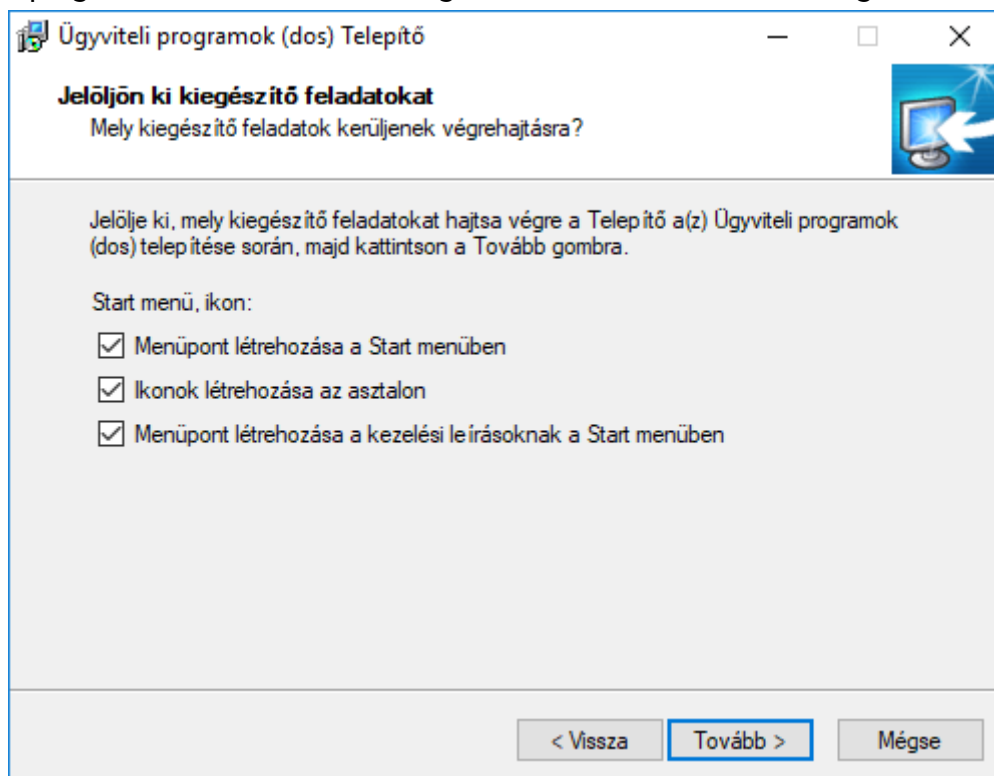 Ügyviteli programok (dos) Telepítő
Jelöljön ki kiegészítő feladatokat
Mely kiegészítő feladatok kerüljenek végrehajtásra?
Jelölje ki, mely kiegészítő feladatokat hajtsa végre a Telepítő a(z) Ügyviteli programok
(dos) telepítése során, majd kattintson a Tovább gombra.
Start menü, ikon:
Menüpont létrehozása a Start menüben
Ikonok létrehozása az asztalon
Menüpont létrehozása a kezelési leírásoknak a Start menüben
< Vissza
Tovább >
Mégse